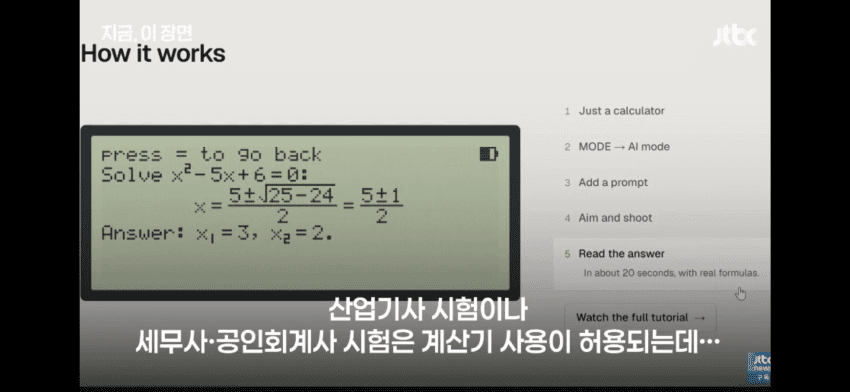 지금, 이 장면
jtbc
How it works
press = to go back
Solve x²-5x+6=0:
x = 5±√25-24 / 2 = 5±1 / 2
Answer: x₁=3, x₂=2.
1 Just a calculator
2 MODE → AI mode
3 Add a prompt
4 Aim and shoot
5 Read the answer
In about 20 seconds, with real formulas.
Watch the full tutorial →
산업기사 시험이나
세무사·공인회계사 시험은 계산기 사용이 허용되는데…
jtbc
news
구독